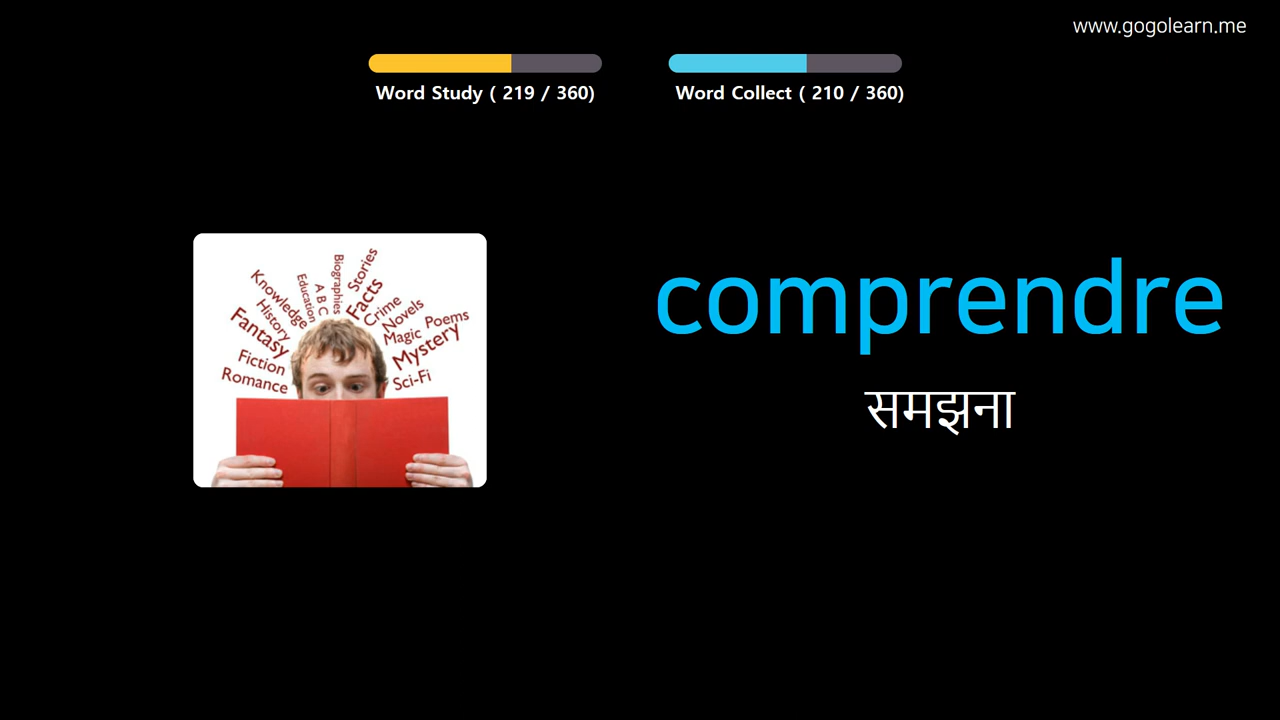 www.gogolearn.me
Word Study ( 219 / 360)
Word Collect ( 210 / 360)
Knowledge
History
Fantasy
Fiction
Romance
Education
A B C
Biographies
Stories
Facts
Crime
Novels
Magic
Poems
Mystery
Sci-Fi
comprendre
समझना